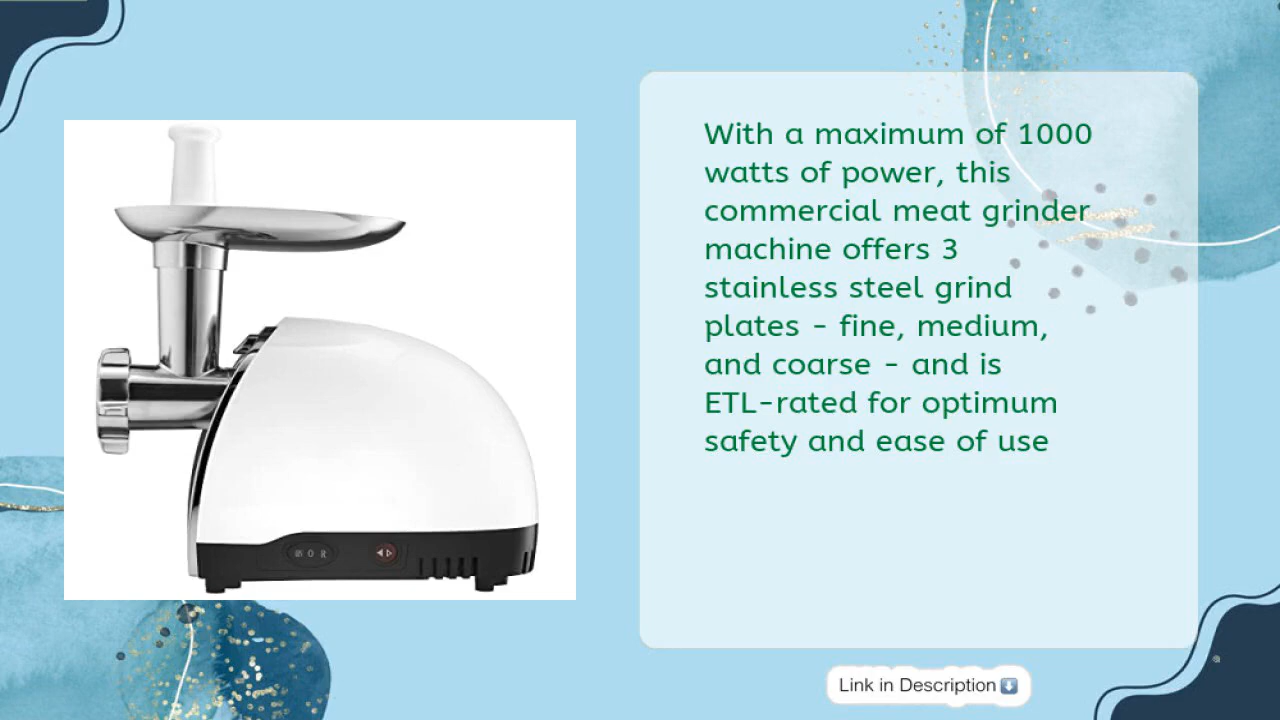 With a maximum of 1000
watts of power, this
commercial meat grinder
machine offers 3
stainless steel grind
plates - fine, medium,
and coarse - and is
ETL-rated for optimum
safety and ease of use
O R
Link in Description⬇️